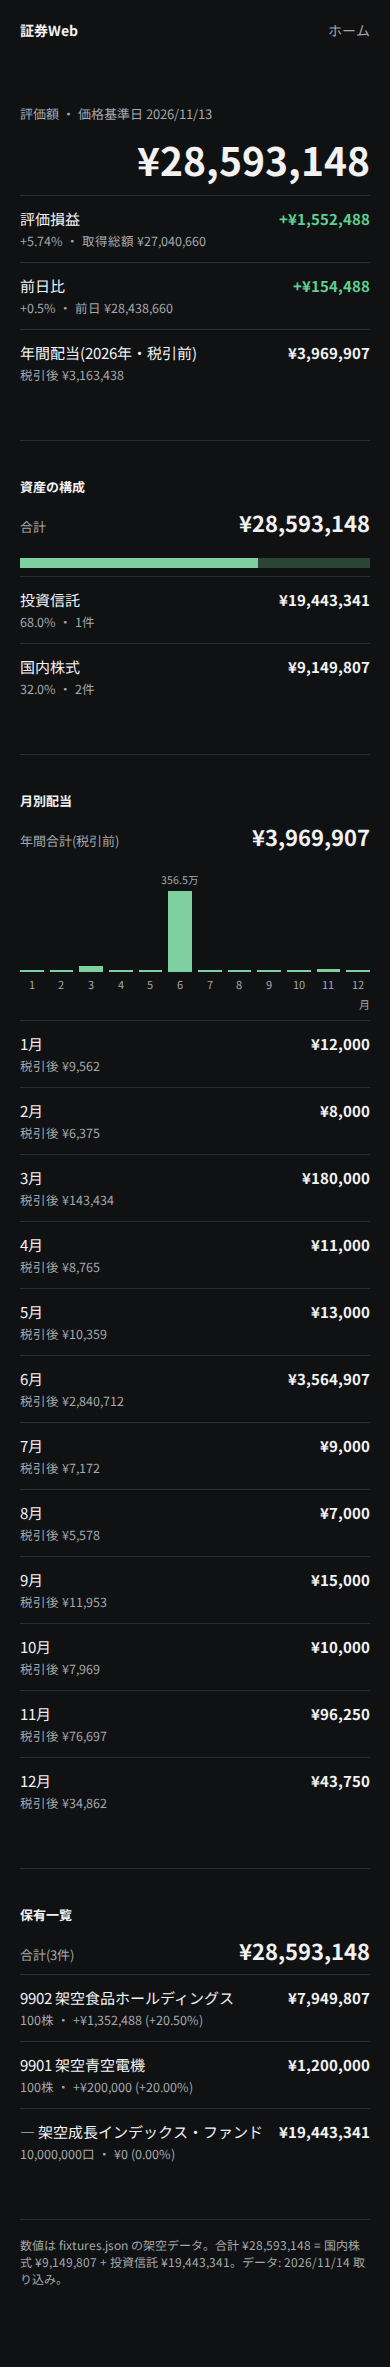 証券Web
ホーム
評価額 ・ 価格基準日 2026/11/13
¥28,593,148
評価損益
+¥1,552,488
+5.74% ・ 取得総額 ¥27,040,660
前日比
+¥154,488
+0.5% ・ 前日 ¥28,438,660
年間配当(2026年・税引前)
¥3,969,907
税引後 ¥3,163,438
資産の構成
合計
¥28,593,148
投資信託
¥19,443,341
68.0% ・ 1件
国内株式
¥9,149,807
32.0% ・ 2件
月別配当
年間合計(税引前)
¥3,969,907
356.5万
1 2 3 4 5 6 7 8 9 10 11 12
月
1月
¥12,000
税引後 ¥9,562
2月
¥8,000
税引後 ¥6,375
3月
¥180,000
税引後 ¥143,434
4月
¥11,000
税引後 ¥8,765
5月
¥13,000
税引後 ¥10,359
6月
¥3,564,907
税引後 ¥2,840,712
7月
¥9,000
税引後 ¥7,172
8月
¥7,000
税引後 ¥5,578
9月
¥15,000
税引後 ¥11,953
10月
¥10,000
税引後 ¥7,969
11月
¥96,250
税引後 ¥76,697
12月
¥43,750
税引後 ¥34,862
保有一覧
合計(3件)
¥28,593,148
9902 架空食品ホールディングス
¥7,949,807
100株 ・ +¥1,352,488 (+20.50%)
9901 架空青空電機
¥1,200,000
100株 ・ +¥200,000 (+20.00%)
— 架空成長インデックス・ファンド
¥19,443,341
10,000,000口 ・ ¥0 (0.00%)
数値は fixtures.json の架空データ。合計 ¥28,593,148 = 国内株
式 ¥9,149,807 + 投資信託 ¥19,443,341。データ: 2026/11/14 取
り込み。